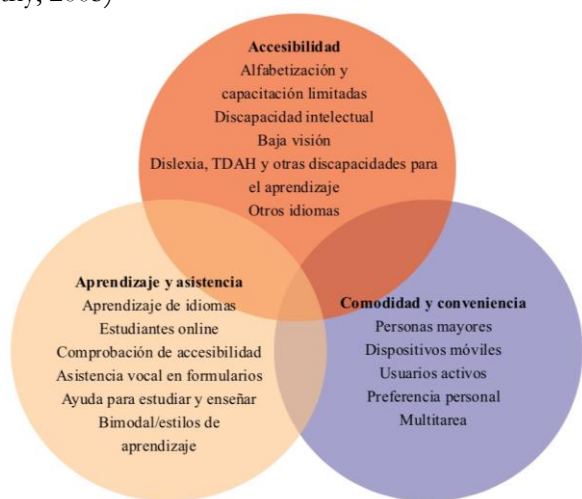 2003)
Accesibilidad
Alfabetización y
capacitación limitadas
Discapacidad intelectual
Baja visión
Dislexia, TDAH y otras discapacidades para
el aprendizaje
Otros idiomas
Aprendizaje y asistencia
Aprendizaje de idiomas
Estudiantes online
Comprobación de accesibilidad
Asistencia vocal en formularios
Ayuda para estudiar y enseñar
Bimodal/estilos de
aprendizaje
Comodidad y conveniencia
Personas mayores
Dispositivos móviles
Usuarios activos
Preferencia personal
Multitarea